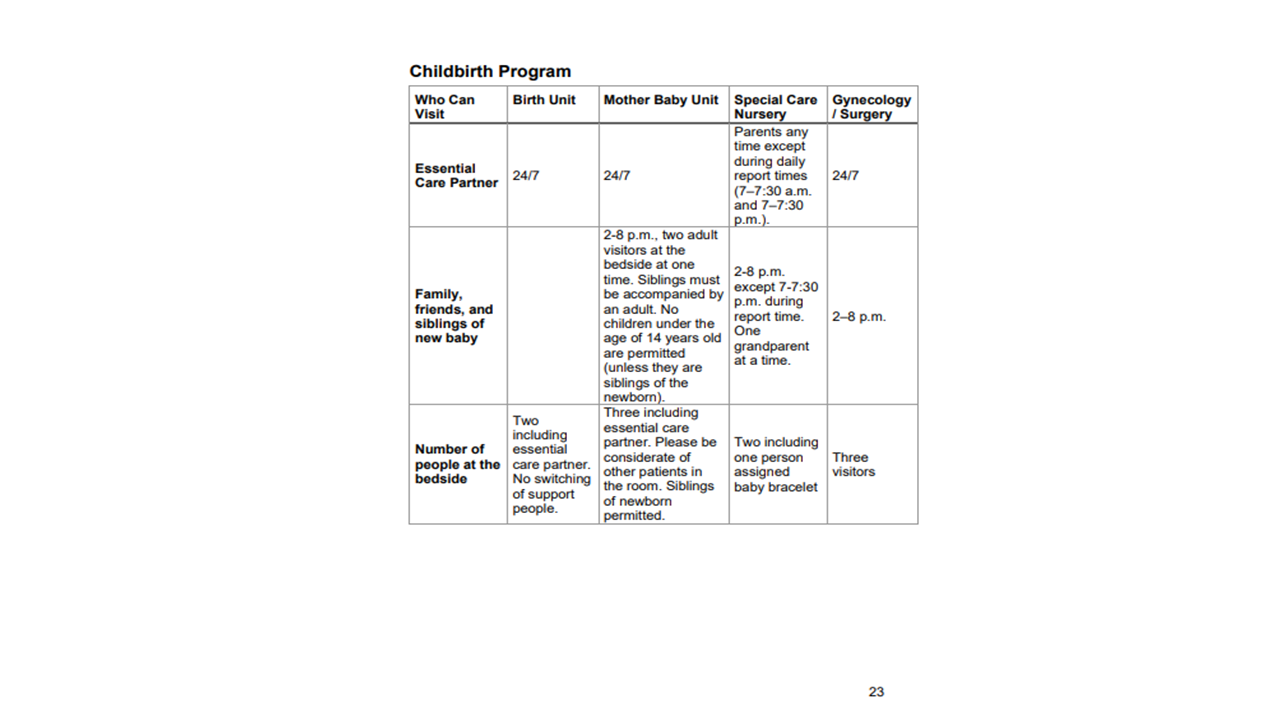 Childbirth Program
Who Can
Visit
Birth Unit
Mother Baby Unit
Special Care
Nursery
Gynecology
/ Surgery
Essential
Care Partner
24/7
24/7
Parents any
time except
during daily
report times
(7–7:30 a.m.
and 7–7:30
p.m.).
24/7
Family,
friends, and
siblings of
new baby
2-8 p.m., two adult
visitors at the
bedside at one
time. Siblings must
be accompanied by
an adult. No
children under the
age of 14 years old
are permitted
(unless they are
siblings of the
newborn).
2-8 p.m.
except 7-7:30
p.m. during
report time.
One
grandparent
at a time.
2–8 p.m.
Number of
people at the
bedside
Two
including
essential
care partner.
No switching
of support
people.
Three including
essential care
partner. Please be
considerate of
other patients in
the room. Siblings
of newborn
permitted.
Two including
one person
assigned
baby bracelet
Three
visitors
23